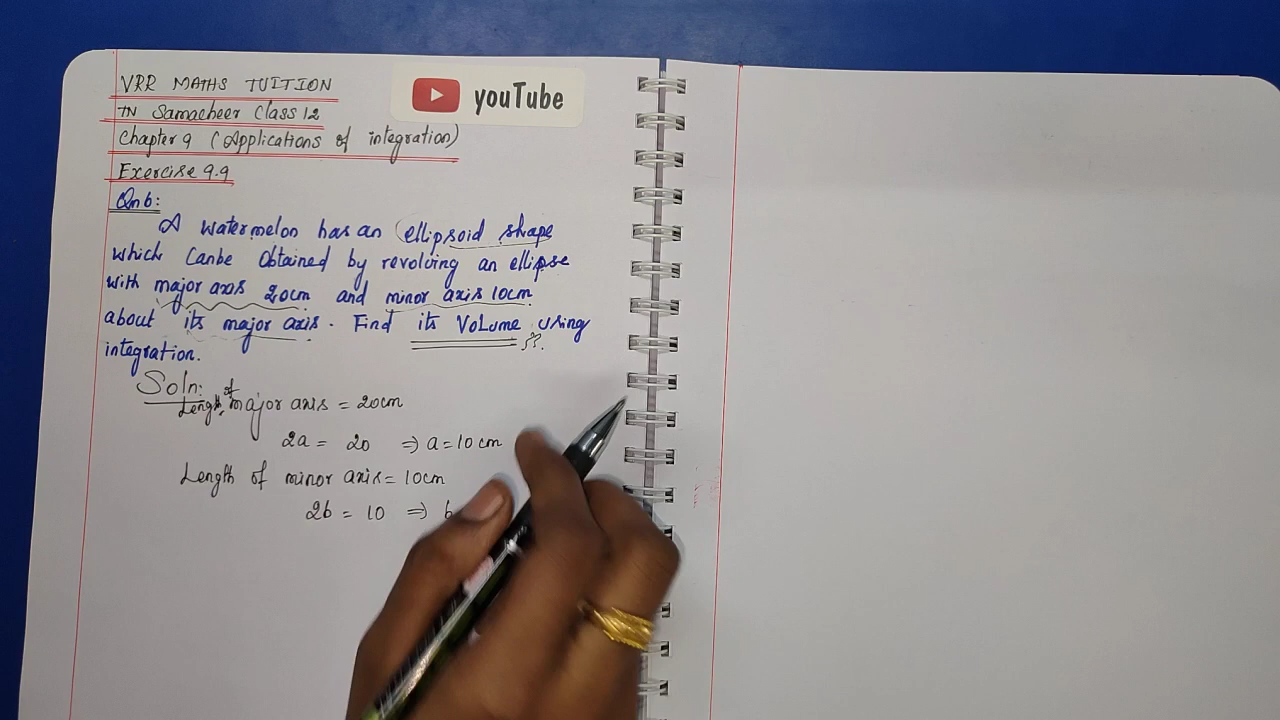 VRR MATHS TUITION
YouTube
TN Samacheer Class 12
Chapter 9 (Applications of integration)
Exercise 9.9
Qn 6:
A watermelon has an ellipsoid shape
which Canbe Obtained by revolving an ellipse
with major axis 20cm and minor axis 10cm
about its major axis. Find its Volume using
integration.
Soln:
Length of major axis = 20cm
2a = 20 ⇒ a = 10 cm
Length of minor axis = 10cm
2b = 10 ⇒ b